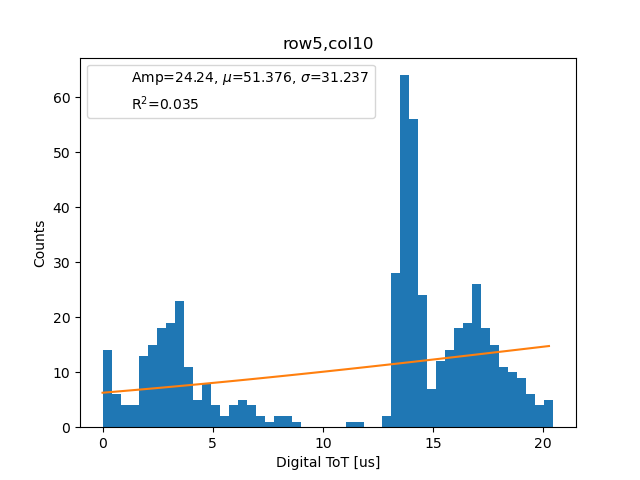 row5,col10
Amp=24.24, μ=51.376, σ=31.237
R²=0.035
Counts
60
50
40
30
20
10
0
0 5 10 15 20
Digital ToT [us]